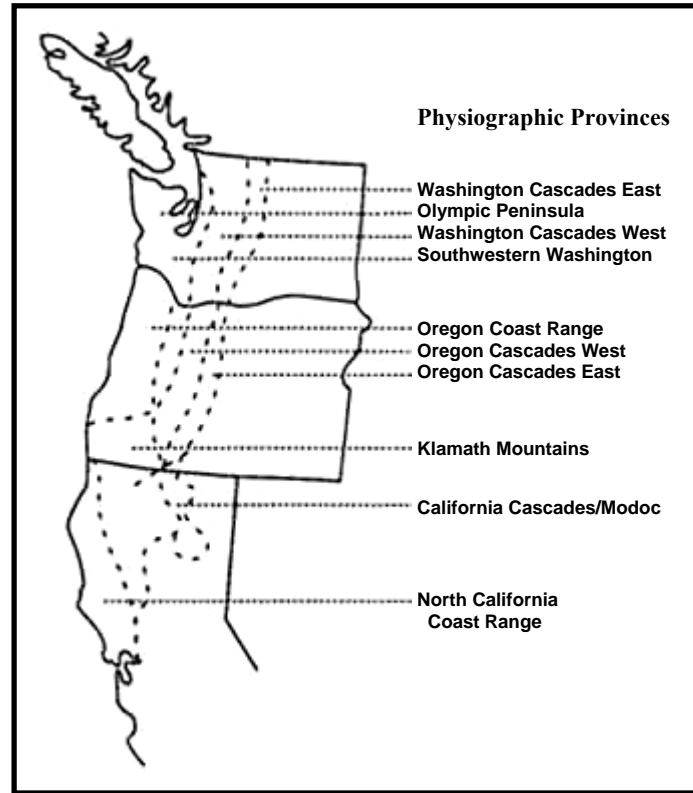 Physiographic Provinces
Washington Cascades East
Olympic Peninsula
Washington Cascades West
Southwestern Washington
Oregon Coast Range
Oregon Cascades West
Oregon Cascades East
Klamath Mountains
California Cascades/Modoc
North California
Coast Range